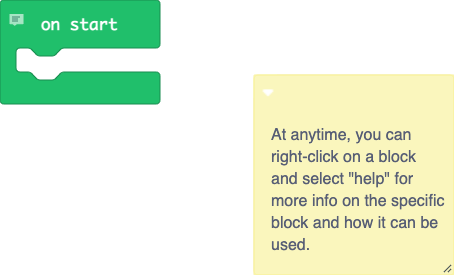 on start
At anytime, you can
right-click on a block
and select "help" for
more info on the specific
block and how it can be
used.